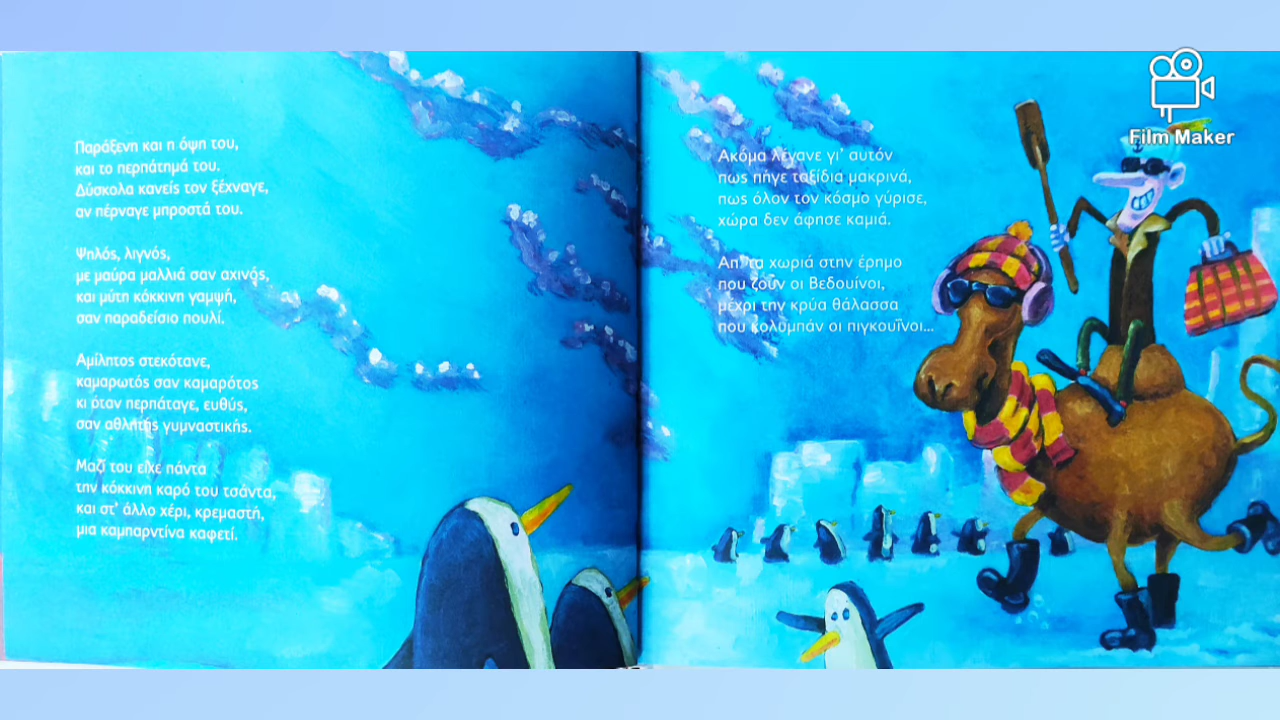 Παράξενη και η όψη του,
και το περπάτημά του.
Δύσκολα κανείς τον ξέχναγε,
αν πέρναγε μπροστά του.
Ψηλός, λιγνός,
με μαύρα μαλλιά σαν αχινός,
και μύτη κόκκινη γαμψή,
σαν παραδείσιο πουλί.
Αμίλητος στεκότανε,
καμαρωτός σαν καμαρότος
κι όταν περπάταγε, ευθύς,
σαν αθλητής γυμναστικής.
Μαζί του είχε πάντα
την κόκκινη καρό του τσάντα,
και στ' άλλο χέρι, κρεμαστή,
μια καμπαρντίνα καφετί.
Ακόμα λέγανε γι' αυτόν
πως πήγε ταξίδια μακρινά,
πως όλον τον κόσμο γύρισε,
χώρα δεν άφησε καμιά.
Απ' τα χωριά στην έρημο
που ζουν οι Βεδουίνοι,
μέχρι την κρύα θάλασσα
που κολυμπάν οι πιγκουΐνοι...
Film Maker